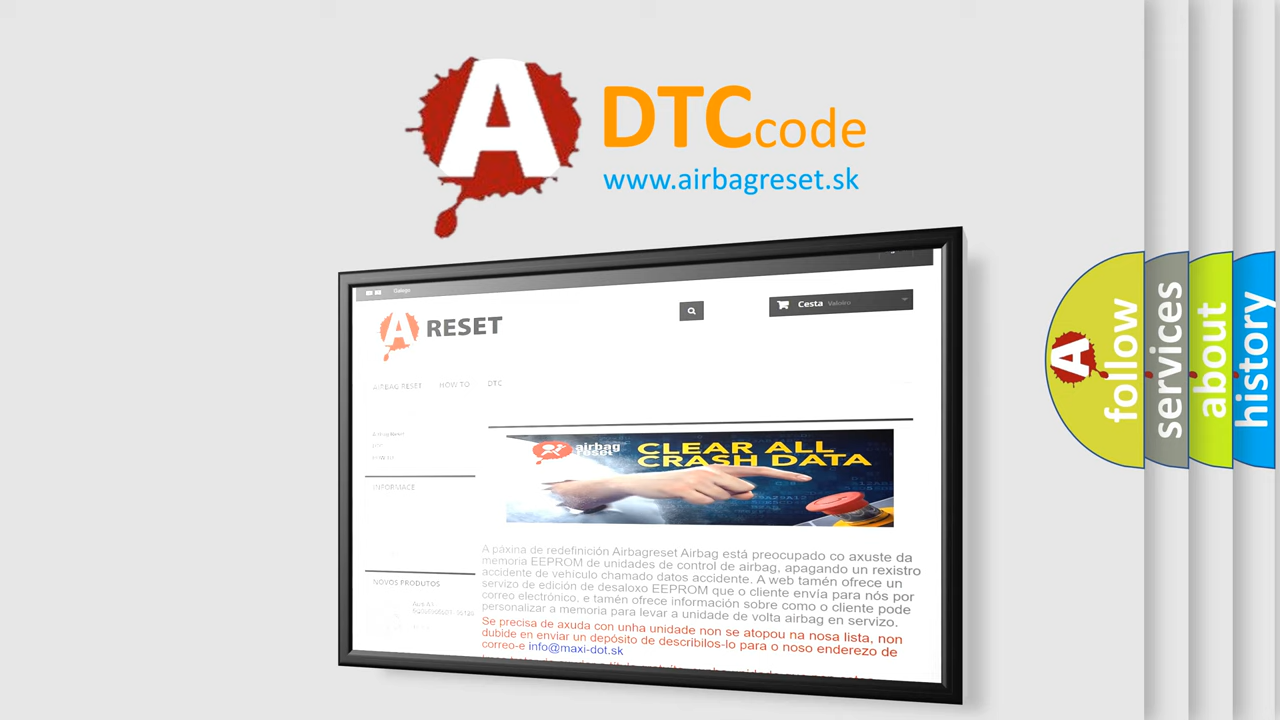 A
DTCcode
www.airbagreset.sk
Galego
A RESET
Cesta Valeiro
AIRBAG RESET HOW TO DTC
INFORMACE
airbag
reset
CLEAR ALL
CRASH DATA
A páxina de redefinición Airbagreset Airbag está preocupado co axuste da
memoria EEPROM de unidades de control de airbag, apagando un rexistro
accidente de vehículo chamado datos accidente. A web tamén ofrece un
servizo de edición de desaloxo EEPROM que o cliente envía para nós por
correo electrónico, e tamén ofrece información sobre como o cliente pode
personalizar a memoria para levar a unidade de volta airbag en servizo.
Se precisa de axuda con unha unidade non se atopou na nosa lista, non
dubide en enviar un depósito de describilos-lo para o noso enderezo de
correo-e info@maxi-dot.sk
NOVOS PRODUTOS
A
follow
services
about
history